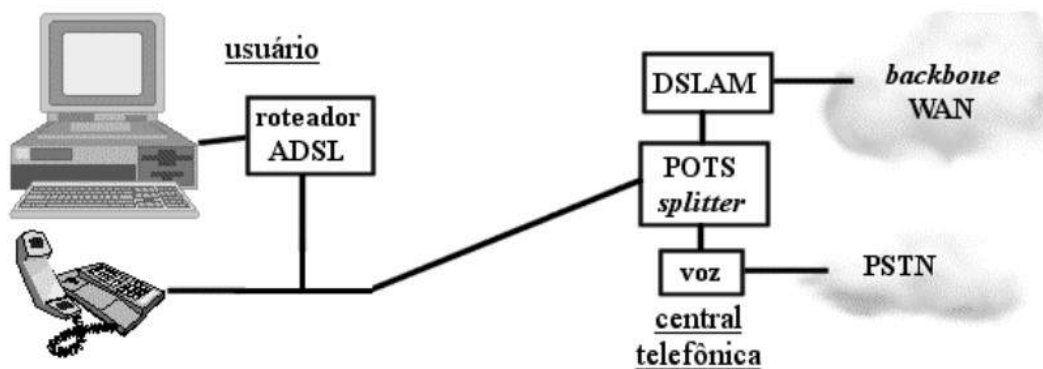 usuário
roteador
ADSL
DSLAM
backbone
WAN
POTS
splitter
voz
PSTN
central
telefônica